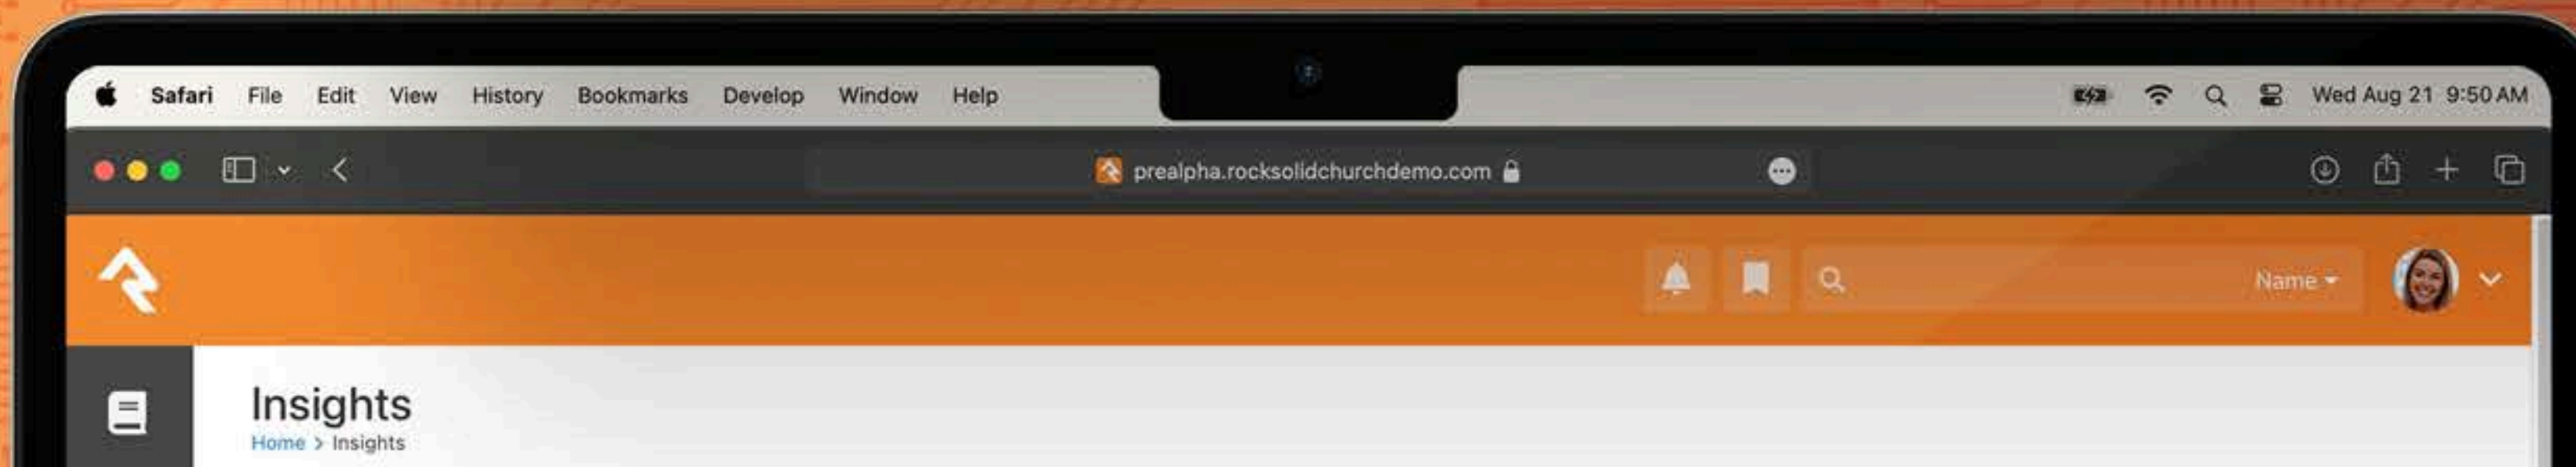 Safari File Edit View History Bookmarks Develop Window Help Wed Aug 21 9:50 AM
prealpha.rocksolidchurchdemo.com
Name
Insights
Home > Insights